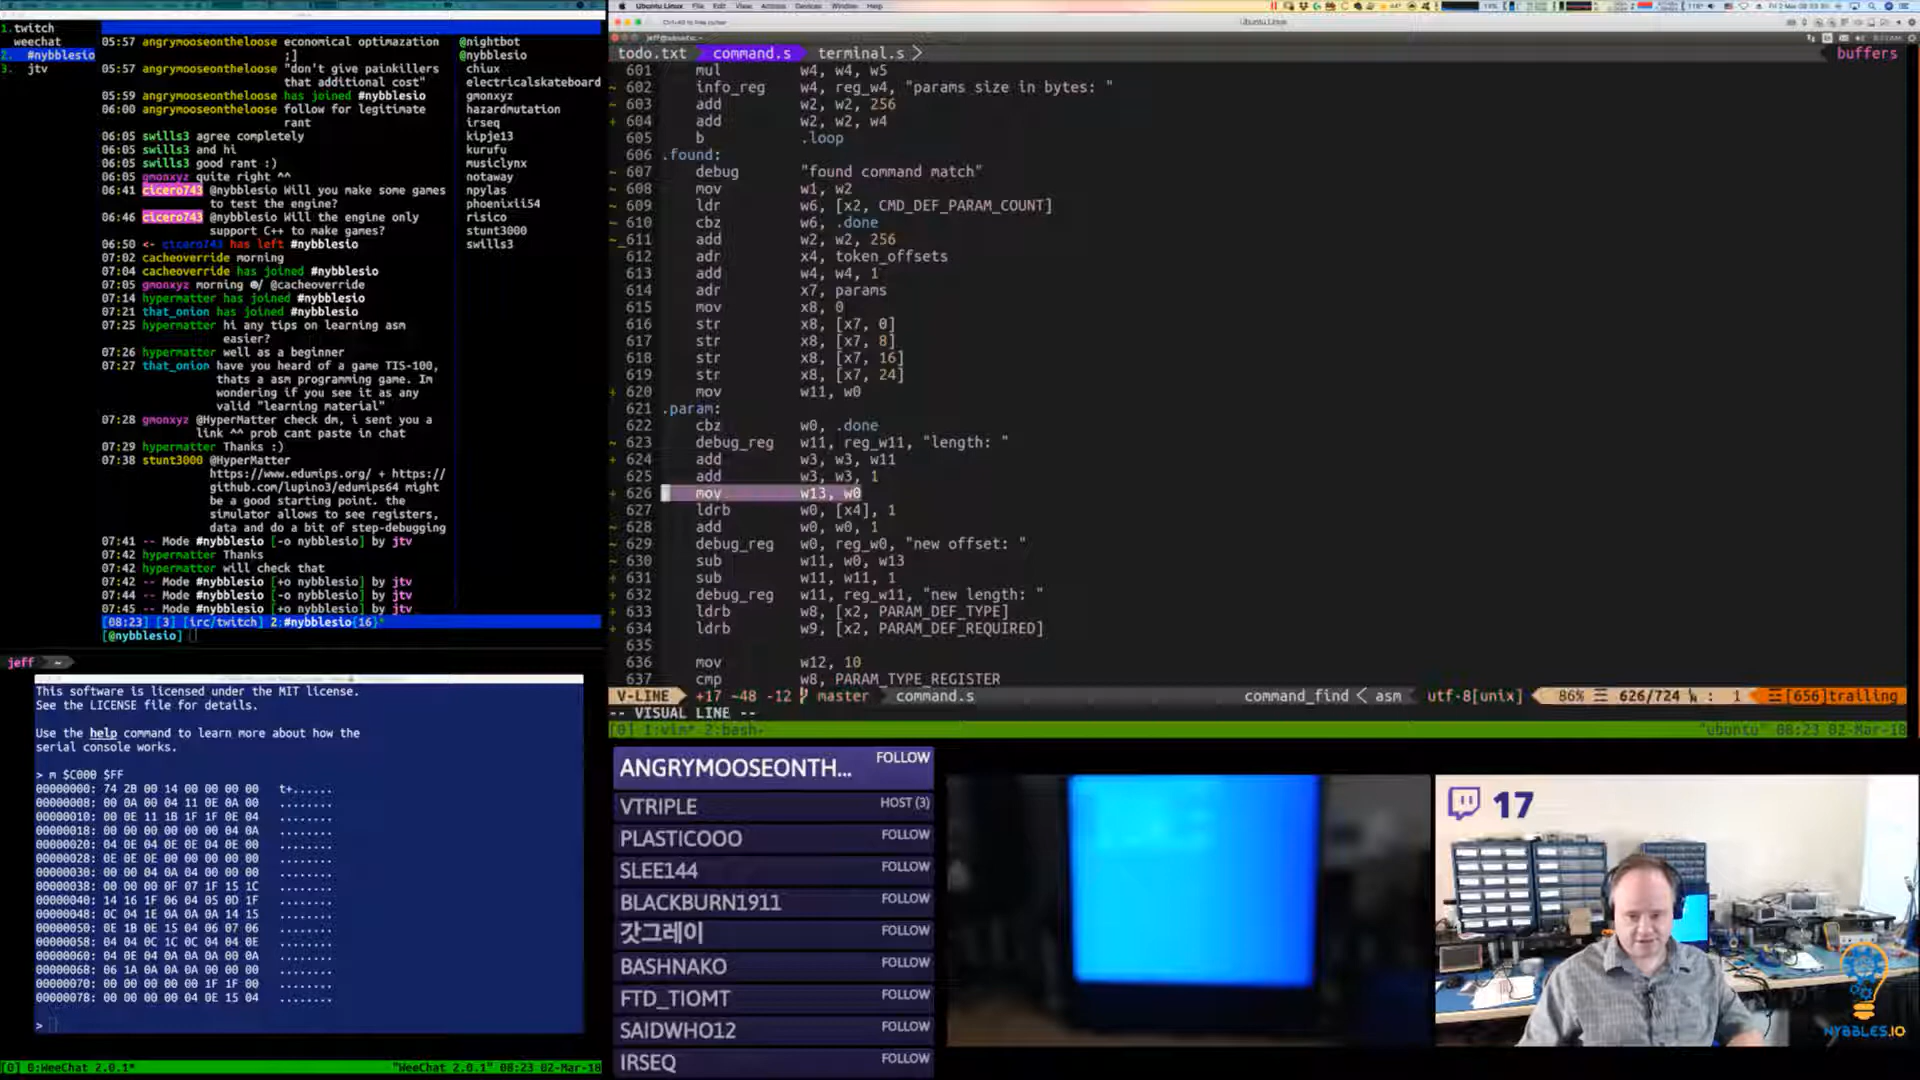 1.twitch
weechat
2. #nybblesio
3. jtv
05:57 angrymooseontheloose economical optimazation
;]
05:57 angrymooseontheloose "don't give painkillers
that additional cost"
05:59 angrymooseontheloose has joined #nybblesio
06:00 angrymooseontheloose follow for legitimate
rant
06:05 swills3 agree completely
06:05 swills3 and hi
06:05 swills3 good rant :)
06:05 gmonxyz quite right ^^
06:41 cicero743 @nybblesio Will you make some games
to test the engine?
06:46 cicero743 @nybblesio Will the engine only
support C++ to make games?
06:50 <- cicero743 has left #nybblesio
07:02 cacheoverride morning
07:04 cacheoverride has joined #nybblesio
07:05 gmonxyz morning o/ @cacheoverride
07:14 hypermatter has joined #nybblesio
07:21 that_onion has joined #nybblesio
07:25 hypermatter hi any tips on learning asm
easier?
07:26 hypermatter well as a beginner
07:27 that_onion have you heard of a game TIS-100,
thats a asm programming game. Im
wondering if you see it as any
valid "learning material"
07:28 gmonxyz @HyperMatter check dm, i sent you a
link ^^ prob cant paste in chat
07:29 hypermatter Thanks :)
07:38 stunt3000 @HyperMatter
https://www.edumips.org/ + https://
github.com/lupino3/edumips64 might
be a good starting point. the
simulator allows to see registers,
data and do a bit of step-debugging
07:41 -- Mode #nybblesio [-o nybblesio] by jtv
07:42 hypermatter Thanks
07:42 hypermatter will check that
07:42 -- Mode #nybblesio [+o nybblesio] by jtv
07:44 -- Mode #nybblesio [-o nybblesio] by jtv
07:45 -- Mode #nybblesio [+o nybblesio] by jtv
[08:23] [3] [irc/twitch] 2:#nybblesio{16}*
[@nybblesio]
@nightbot
@nybblesio
chiux
electricalskateboard
gmonxyz
hazardmutation
irseq
kipje13
kurufu
musiclynx
notaway
npylas
phoenixii54
risico
stunt3000
swills3
jeff ~
This software is licensed under the MIT license.
See the LICENSE file for details.
Use the help command to learn more about how the
serial console works.
> m $C000 $FF
00000000: 74 2B 00 14 00 00 00 00 t+......
00000008: 00 0A 00 04 11 0E 0A 00 ........
00000010: 00 0E 11 1B 1F 1F 0E 04 ........
00000018: 00 00 00 00 00 00 04 0A ........
00000020: 04 0E 04 0E 0E 04 0E 00 ........
00000028: 0E 0E 0E 00 00 00 00 00 ........
00000030: 00 00 04 0A 04 00 00 00 ........
00000038: 00 00 00 0F 07 1F 15 1C ........
00000040: 14 16 1F 06 04 05 0D 1F ........
00000048: 0C 04 1E 0A 0A 0A 14 15 ........
00000050: 0E 1B 0E 15 04 06 07 06 ........
00000058: 04 04 0C 1C 0C 04 04 0E ........
00000060: 04 0E 04 0A 0A 0A 00 0A ........
00000068: 06 1A 0A 0A 0A 00 00 00 ........
00000070: 00 00 00 00 00 1F 1F 00 ........
00000078: 00 00 00 00 04 0E 15 04 ........
>
[0] 0:WeeChat 2.0.1* "WeeChat 2.0.1" 08:23 02-Mar-18
Ubuntu Linux File Edit View Actions Devices Window Help
Ubuntu Linux
todo.txt command.s terminal.s > buffers
601 mul w4, w4, w5
~ 602 info_reg w4, reg_w4, "params size in bytes: "
~ 603 add w2, w2, 256
+ 604 add w2, w2, w4
605 b .loop
606 .found:
~ 607 debug "found command match"
~ 608 mov w1, w2
~ 609 ldr w6, [x2, CMD_DEF_PARAM_COUNT]
~ 610 cbz w6, .done
~_611 add w2, w2, 256
612 adr x4, token_offsets
613 add w4, w4, 1
614 adr x7, params
615 mov x8, 0
616 str x8, [x7, 0]
617 str x8, [x7, 8]
618 str x8, [x7, 16]
619 str x8, [x7, 24]
+ 620 mov w11, w0
621 .param:
622 cbz w0, .done
~ 623 debug_reg w11, reg_w11, "length: "
+ 624 add w3, w3, w11
625 add w3, w3, 1
+ 626 mov w13, w0
627 ldrb w0, [x4], 1
~ 628 add w0, w0, 1
~ 629 debug_reg w0, reg_w0, "new offset: "
~ 630 sub w11, w0, w13
+ 631 sub w11, w11, 1
+ 632 debug_reg w11, reg_w11, "new length: "
+ 633 ldrb w8, [x2, PARAM_DEF_TYPE]
+ 634 ldrb w9, [x2, PARAM_DEF_REQUIRED]
635
636 mov w12, 10
637 cmp w8, PARAM_TYPE_REGISTER
V-LINE +17 ~48 -12 master command.s command_find < asm utf-8[unix] 86% 626/724 : 1 [656]trailing
-- VISUAL LINE --
[0] 1:vim* 2:bash- "ubuntu" 08:23 02-Mar-18
ANGRYMOOSEONTH... FOLLOW
VTRIPLE HOST (3)
PLASTICOOO FOLLOW
SLEE144 FOLLOW
BLACKBURN1911 FOLLOW
갓그레이 FOLLOW
BASHNAKO FOLLOW
FTD_TIOMT FOLLOW
SAIDWHO12 FOLLOW
IRSEQ FOLLOW
17
NYBBLES.IO